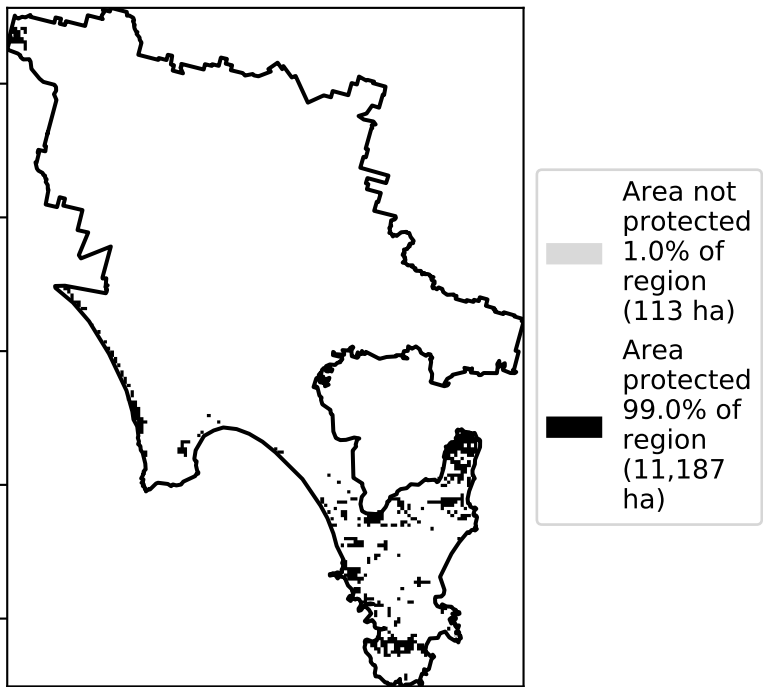 Area not
protected
1.0% of
region
(113 ha)
Area
protected
99.0% of
region
(11,187
ha)